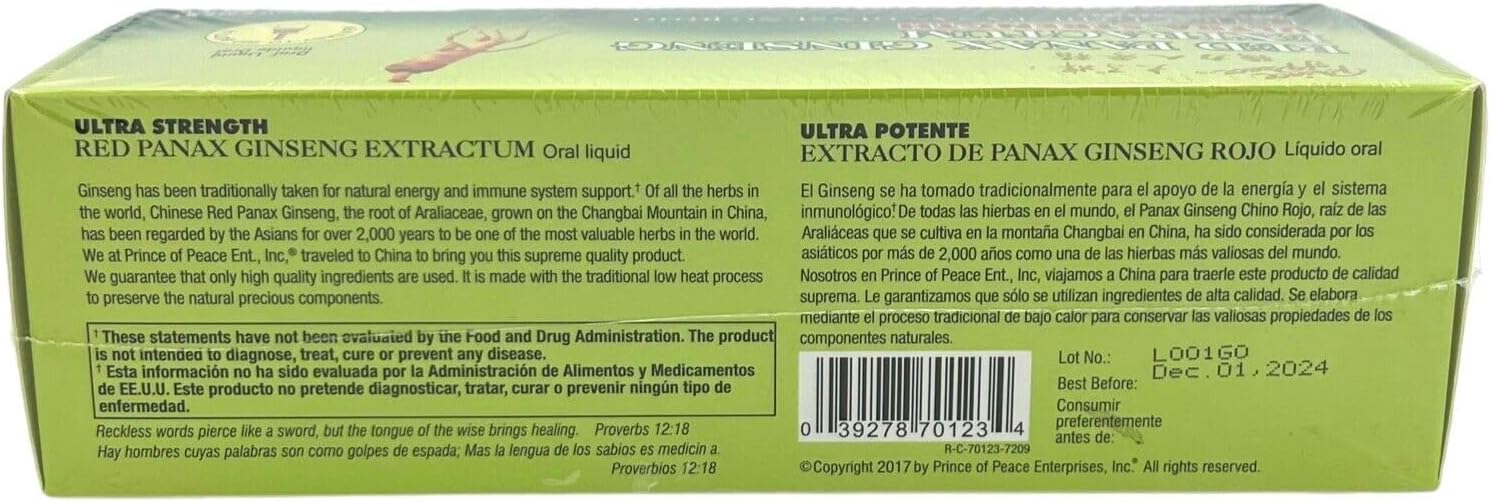 RED PANAX GINSENG
EXTRACTUM
Oral Liquid
ULTRA STRENGTH
RED PANAX GINSENG EXTRACTUM Oral liquid
Ginseng has been traditionally taken for natural energy and immune system support.† Of all the herbs in
the world, Chinese Red Panax Ginseng, the root of Araliaceae, grown on the Changbai Mountain in China,
has been regarded by the Asians for over 2,000 years to be one of the most valuable herbs in the world.
We at Prince of Peace Ent., Inc,® traveled to China to bring you this supreme quality product.
We guarantee that only high quality ingredients are used. It is made with the traditional low heat process
to preserve the natural precious components.
† These statements have not been evaluated by the Food and Drug Administration. The product
is not intended to diagnose, treat, cure or prevent any disease.
† Esta información no ha sido evaluada por la Administración de Alimentos y Medicamentos
de EE.U.U. Este producto no pretende diagnosticar, tratar, curar o prevenir ningún tipo de
enfermedad.
Reckless words pierce like a sword, but the tongue of the wise brings healing. Proverbs 12:18
Hay hombres cuyas palabras son como golpes de espada; Mas la lengua de los sabios es medicin a.
Proverbios 12:18
ULTRA POTENTE
EXTRACTO DE PANAX GINSENG ROJO Líquido oral
El Ginseng se ha tomado tradicionalmente para el apoyo de la energía y el sistema
inmunológico† De todas las hierbas en el mundo, el Panax Ginseng Chino Rojo, raíz de las
Araliáceas que se cultiva en la montaña Changbai en China, ha sido considerada por los
asiáticos por más de 2,000 años como una de las hierbas más valiosas del mundo.
Nosotros en Prince of Peace Ent., Inc, viajamos a China para traerle este producto de calidad
suprema. Le garantizamos que sólo se utilizan ingredientes de alta calidad. Se elabora
mediante el proceso tradicional de bajo calor para conservar las valiosas propiedades de los
componentes naturales.
Lot No.: L001GO
Best Before: Dec.01,2024
Consumir
preferentemente
antes de:
0 39278 70123 4
R-C-70123-7209
©Copyright 2017 by Prince of Peace Enterprises, Inc.® All rights reserved.